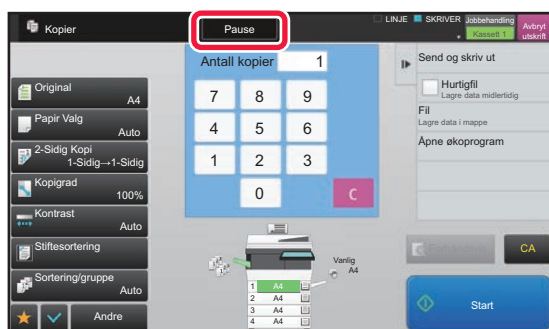 Kopier
Pause
LINJE
SKRIVER
Jobbehandling
Kassett 1
Avbryt
utskrift
Antall kopier 1
7 8 9
4 5 6
1 2 3
0 C
Original
A4
Papir Valg
Auto
2-Sidig Kopi
1-Sidig→1-Sidig
Kopigrad
100%
Kontrast
Auto
Stiftesortering
Sortering/gruppe
Auto
Andre
Vanlig
A4
1 A4
2 A4
3 A4
4 A4
Send og skriv ut
Hurtigfil
Lagre data midlertidig
Fil
Lagre data i mappe
Åpne økoprogram
CA
Start